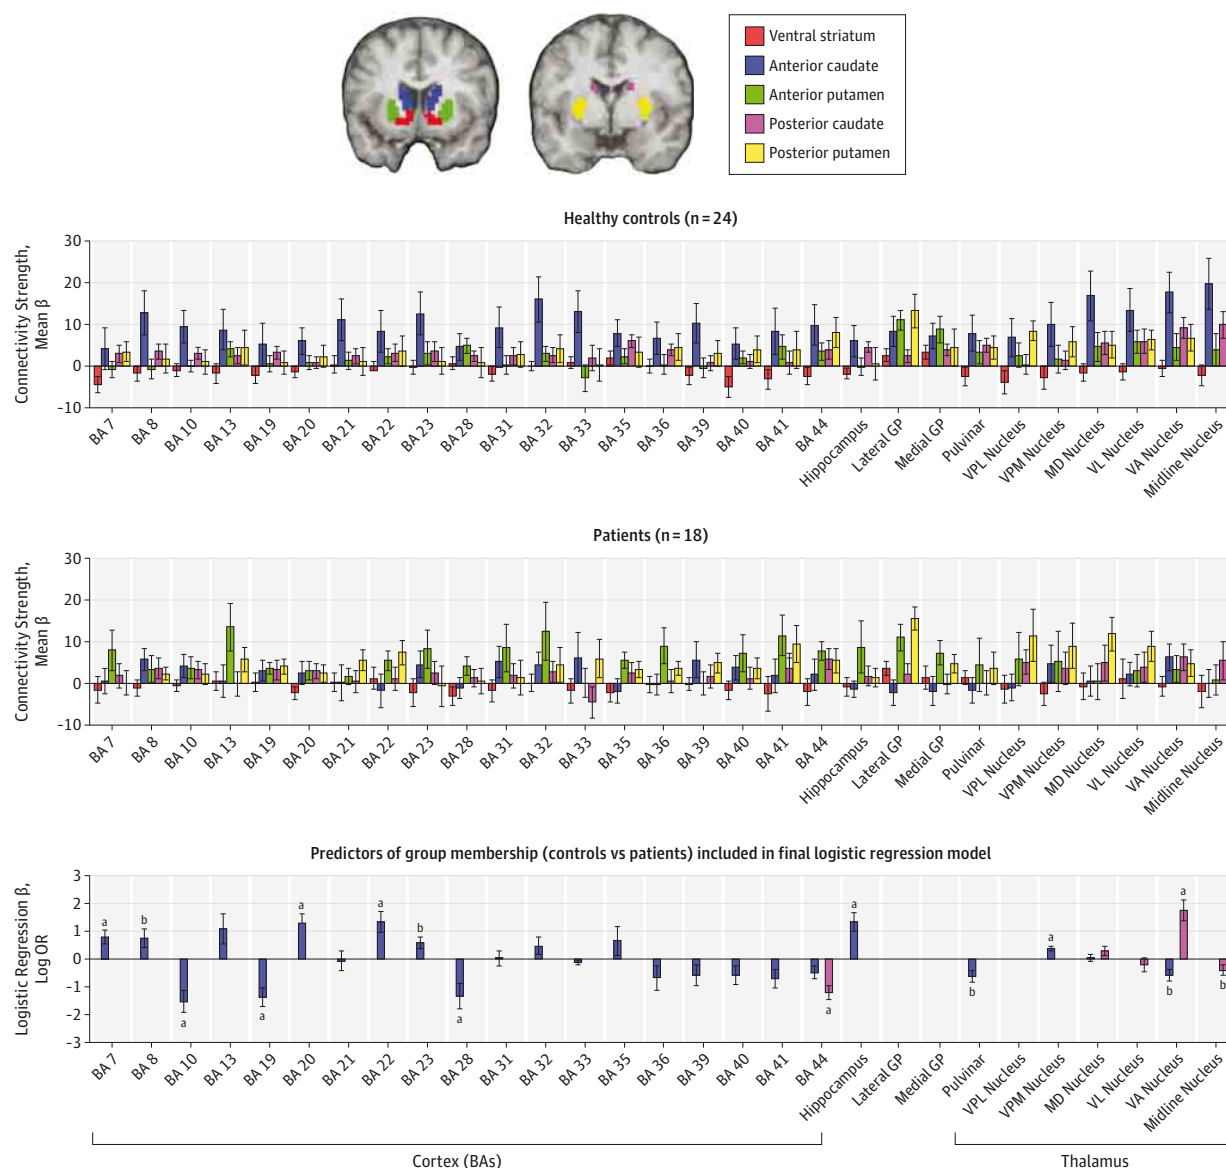 Ventral striatum
Anterior caudate
Anterior putamen
Posterior caudate
Posterior putamen
Healthy controls (n = 24)
Connectivity Strength,
Mean β
30
20
10
0
-10
BA 7 BA 8 BA 10 BA 13 BA 19 BA 20 BA 21 BA 22 BA 23 BA 28 BA 31 BA 32 BA 33 BA 35 BA 36 BA 39 BA 40 BA 41 BA 44 Hippocampus Lateral GP Medial GP Pulvinar VPL Nucleus VPM Nucleus MD Nucleus VL Nucleus VA Nucleus Midline Nucleus
Patients (n = 18)
Connectivity Strength,
Mean β
30
20
10
0
-10
BA 7 BA 8 BA 10 BA 13 BA 19 BA 20 BA 21 BA 22 BA 23 BA 28 BA 31 BA 32 BA 33 BA 35 BA 36 BA 39 BA 40 BA 41 BA 44 Hippocampus Lateral GP Medial GP Pulvinar VPL Nucleus VPM Nucleus MD Nucleus VL Nucleus VA Nucleus Midline Nucleus
Predictors of group membership (controls vs patients) included in final logistic regression model
Logistic Regression β,
Log OR
3
2
1
0
-1
-2
-3
a b a a a a b a a a b a b a b
BA 7 BA 8 BA 10 BA 13 BA 19 BA 20 BA 21 BA 22 BA 23 BA 28 BA 31 BA 32 BA 33 BA 35 BA 36 BA 39 BA 40 BA 41 BA 44 Hippocampus Lateral GP Medial GP Pulvinar VPL Nucleus VPM Nucleus MD Nucleus VL Nucleus VA Nucleus Midline Nucleus
Cortex (BAs) Thalamus